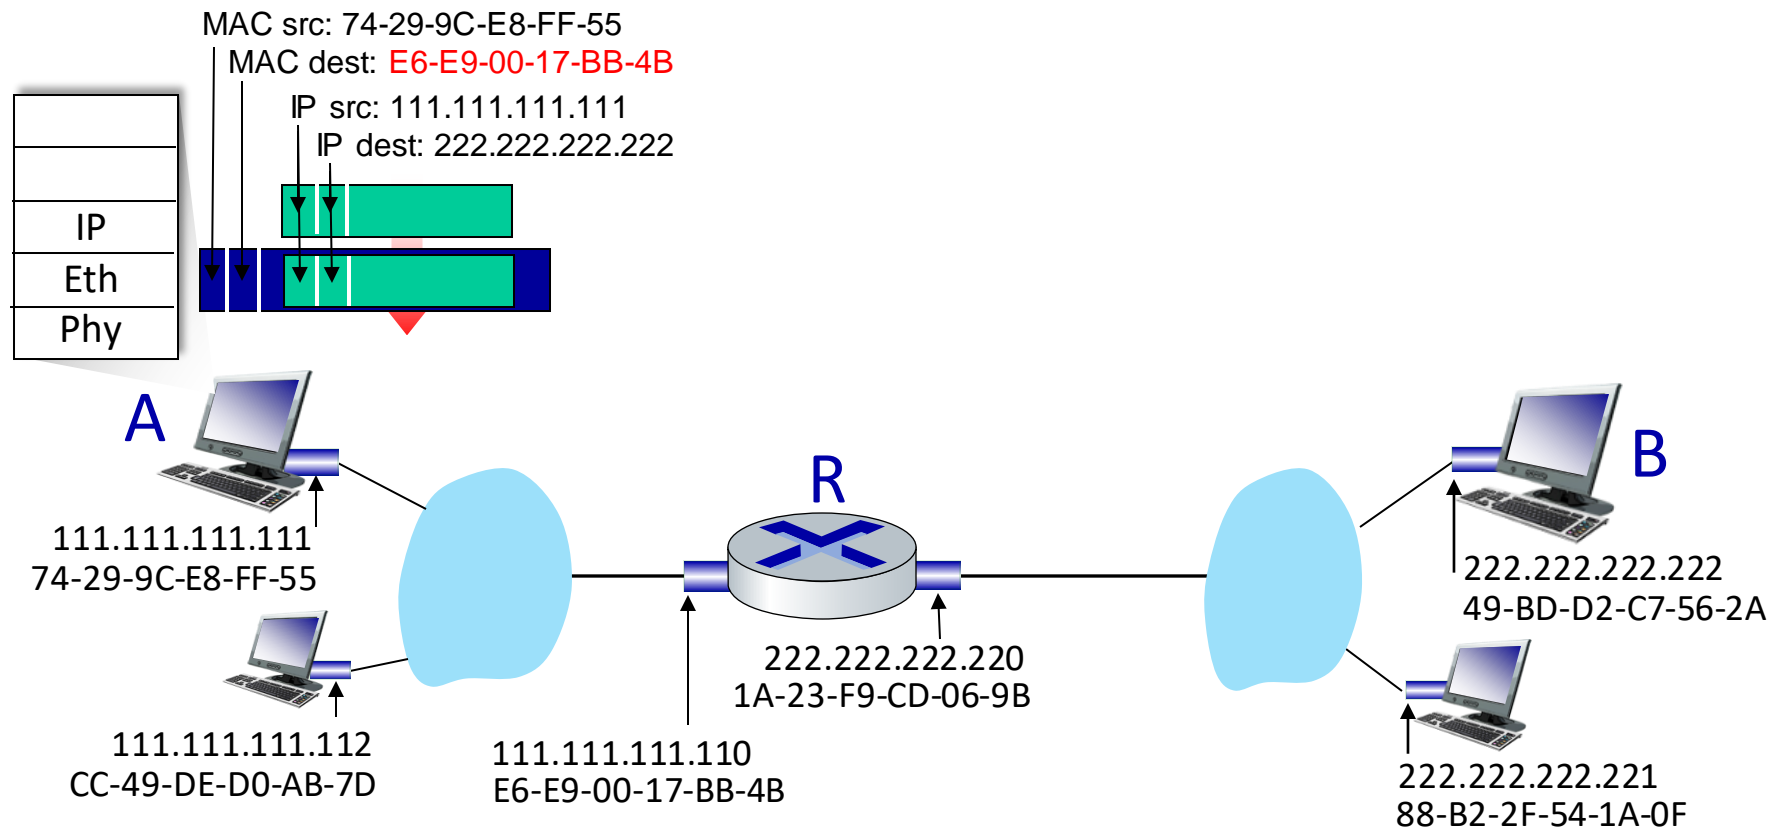 MAC src: 74-29-9C-E8-FF-55
MAC dest: E6-E9-00-17-BB-4B
IP src: 111.111.111.111
IP dest: 222.222.222.222
IP
Eth
Phy
A
111.111.111.111
74-29-9C-E8-FF-55
111.111.111.112
CC-49-DE-D0-AB-7D
R
222.222.222.220
1A-23-F9-CD-06-9B
111.111.111.110
E6-E9-00-17-BB-4B
B
222.222.222.222
49-BD-D2-C7-56-2A
222.222.222.221
88-B2-2F-54-1A-0F